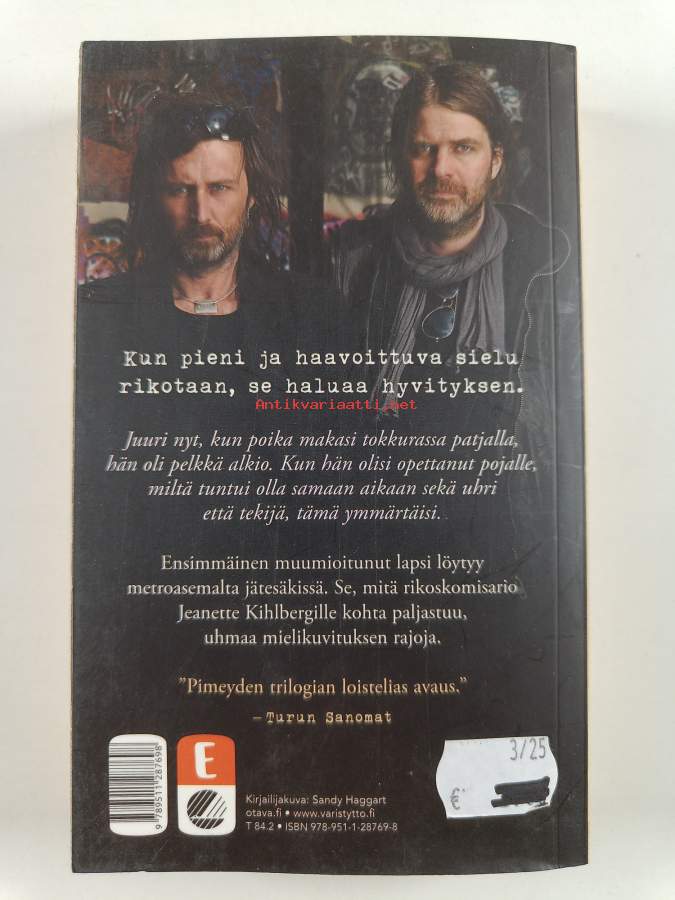 Kun pieni ja haavoittuva sielu
rikotaan, se haluaa hyvityksen.
Antikvariaatti.net
Juuri nyt, kun poika makasi tokkurassa patjalla,
hän oli pelkkä alkio. Kun hän olisi opettanut pojalle,
miltä tuntui olla samaan aikaan sekä uhri
että tekijä, tämä ymmärtäisi.
Ensimmäinen muumioitunut lapsi löytyy
metroasemalta jätesäkissä. Se, mitä rikoskomisario
Jeanette Kihlbergille kohta paljastuu,
uhmaa mielikuvituksen rajoja.
”Pimeyden trilogian loistelias avaus.”
– Turun Sanomat
9 789511 287698
E
Kirjailijakuva: Sandy Haggart
otava.fi • www.varistytto.fi
T 84.2 • ISBN 978-951-1-28769-8
3/25
€